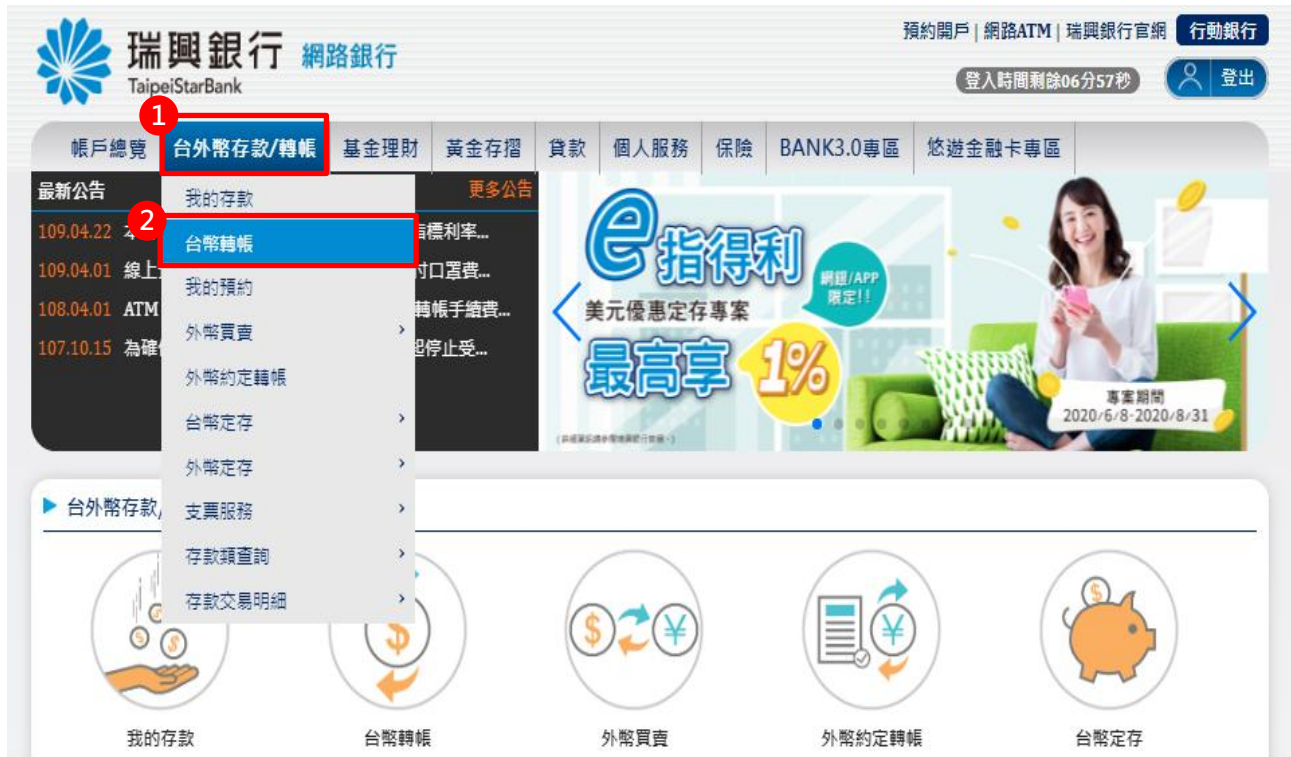 瑞興銀行 網路銀行
TaipeiStarBank
預約開戶 | 網路ATM | 瑞興銀行官網 行動銀行
登入時間剩餘06分57秒 登出
1
帳戶總覽 台外幣存款/轉帳 基金理財 黃金存摺 貸款 個人服務 保險 BANK3.0專區 悠遊金融卡專區
最新公告 更多公告
109.04.22 指標利率...
109.04.01 線上 付口罩費...
108.04.01 ATM 轉帳手續費...
107.10.15 為確 起停止受...
我的存款
2
台幣轉帳
我的預約
外幣買賣 >
外幣約定轉帳
台幣定存 >
外幣定存 >
支票服務 >
存款類查詢 >
存款交易明細 >
e指得利
網銀/APP
限定!!
美元優惠定存專案
最高享 1%
專案期間
2020/6/8-2020/8/31
台外幣存款/
我的存款 台幣轉帳 外幣買賣 外幣約定轉帳 台幣定存